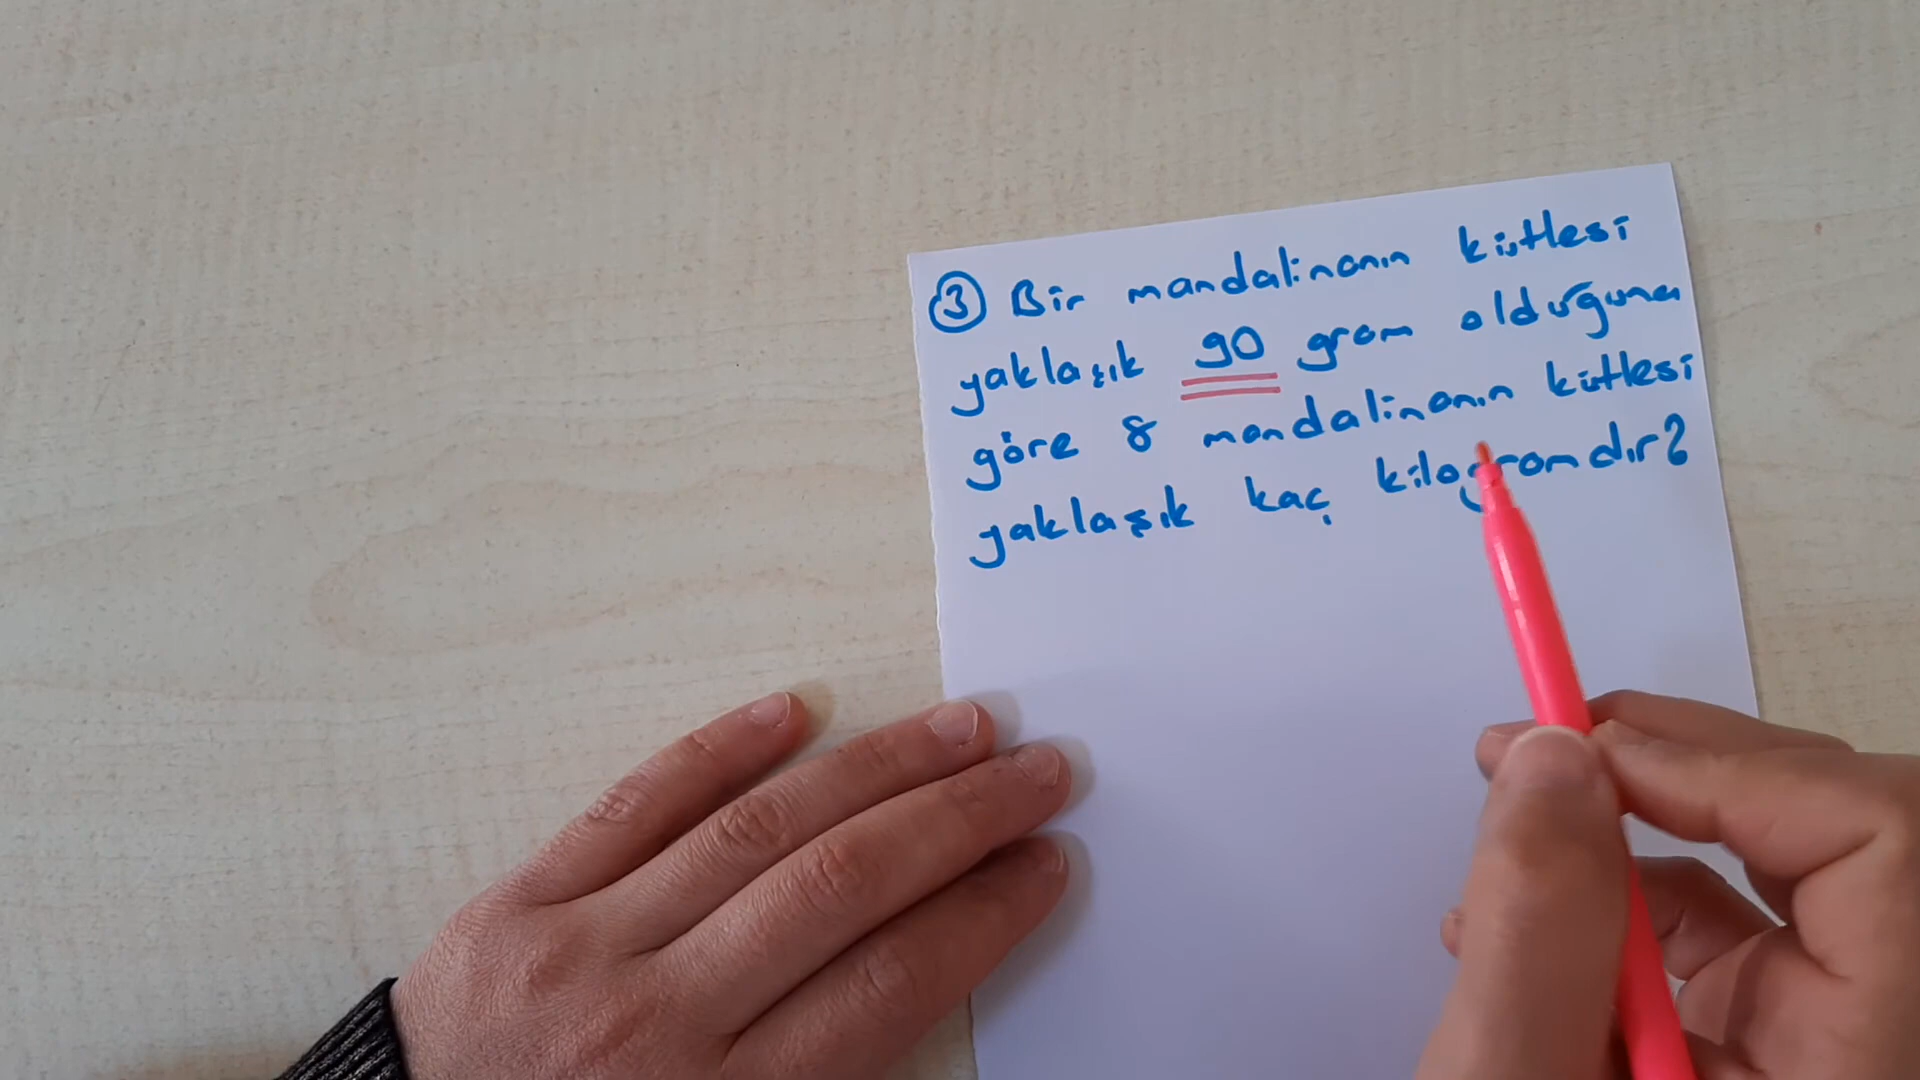 ③ Bir mandalinanın kütlesi
yaklaşık 90 gram olduğuna
göre 8 mandalinanın kütlesi
yaklaşık kaç kilogramdır?